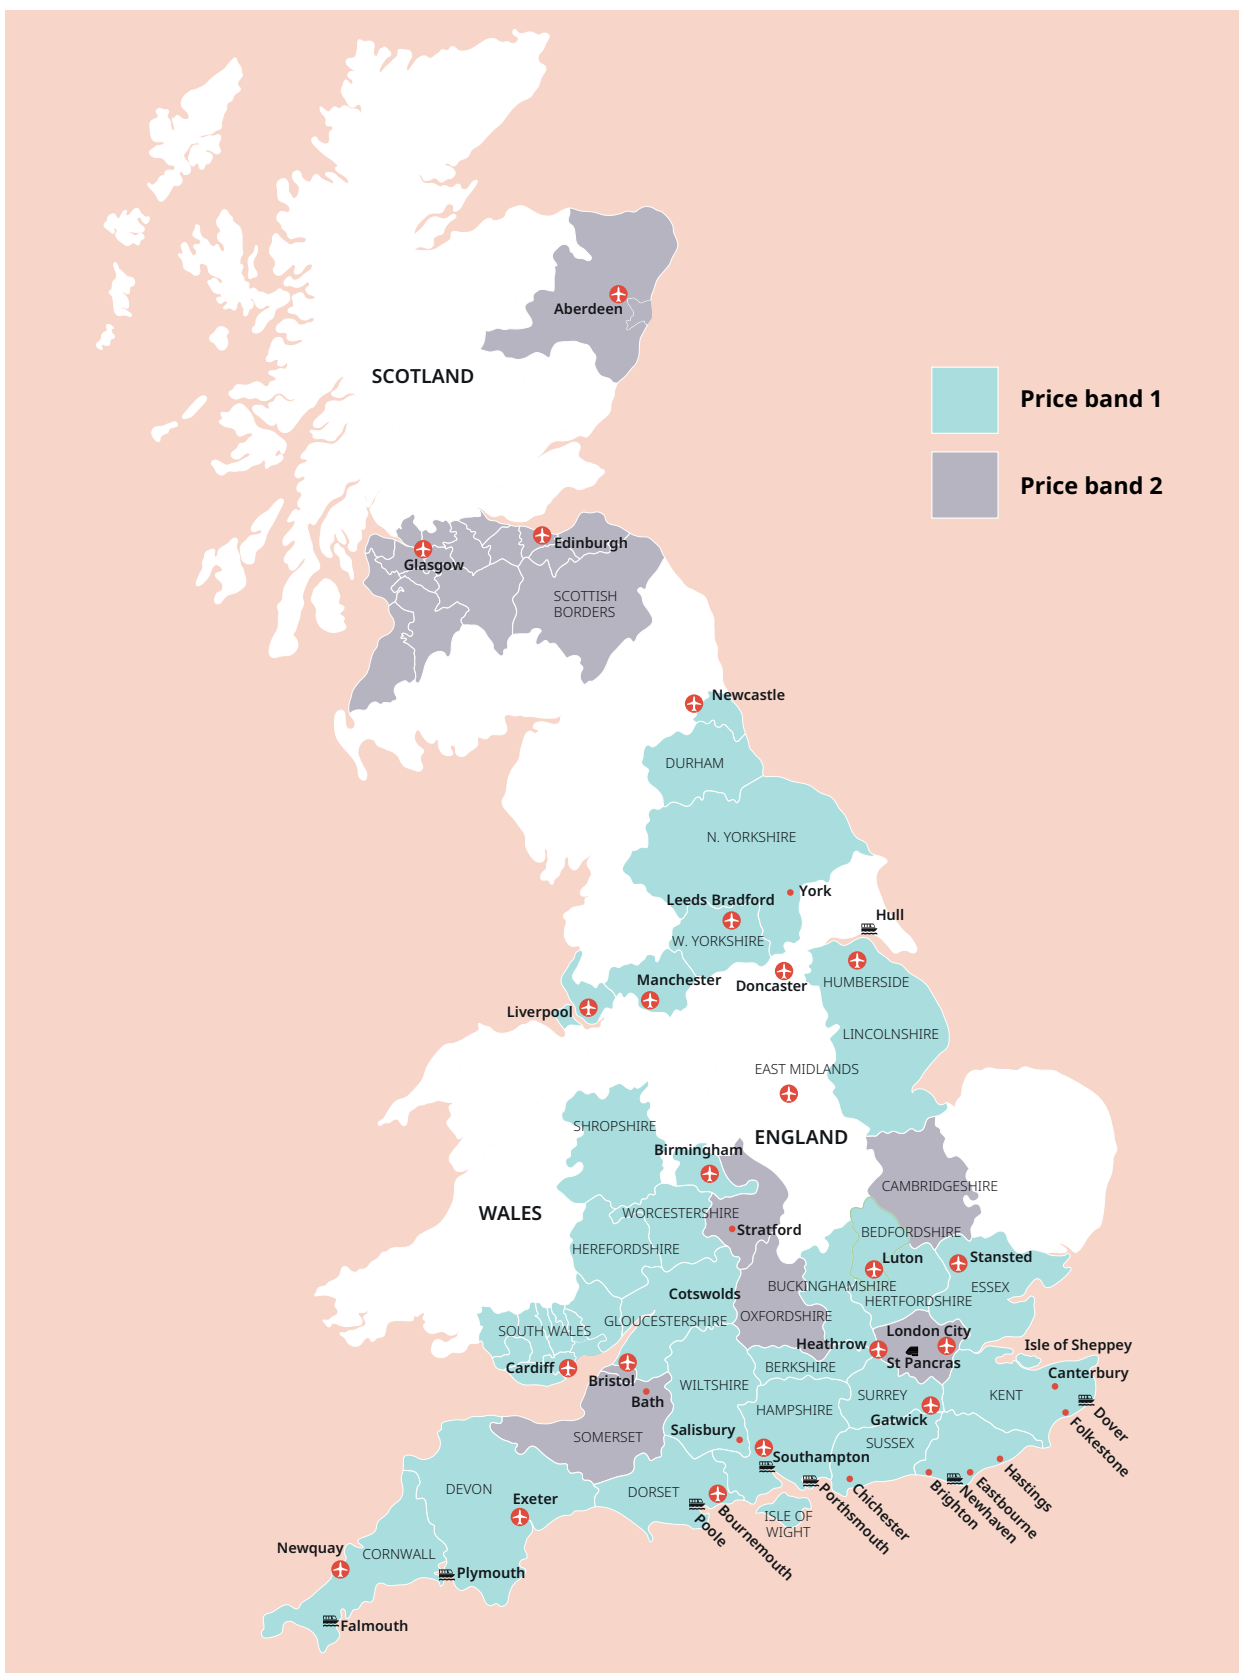 Aberdeen
SCOTLAND
Price band 1
Price band 2
Edinburgh
Glasgow
SCOTTISH
BORDERS
Newcastle
DURHAM
N. YORKSHIRE
York
Leeds Bradford
Hull
W. YORKSHIRE
Manchester
Doncaster
HUMBERSIDE
Liverpool
LINCOLNSHIRE
EAST MIDLANDS
SHROPSHIRE
ENGLAND
Birmingham
CAMBRIDGESHIRE
WALES
WORCESTERSHIRE
Stratford
BEDFORDSHIRE
HEREFORDSHIRE
Luton
Stansted
BUCKINGHAMSHIRE
ESSEX
Cotswolds
HERTFORDSHIRE
OXFORDSHIRE
GLOUCESTERSHIRE
SOUTH WALES
London City
Heathrow
Isle of Sheppey
St Pancras
Cardiff
BERKSHIRE
Canterbury
Bristol
WILTSHIRE
Bath
SURREY
KENT
HAMPSHIRE
Gatwick
Dover
Folkestone
Salisbury
SOMERSET
SUSSEX
Southampton
Hastings
Eastbourne
Newhaven
Brighton
Chichester
Porthsmouth
DEVON
DORSET
Exeter
Poole
Bournemouth
ISLE OF
WIGHT
Newquay
CORNWALL
Plymouth
Falmouth